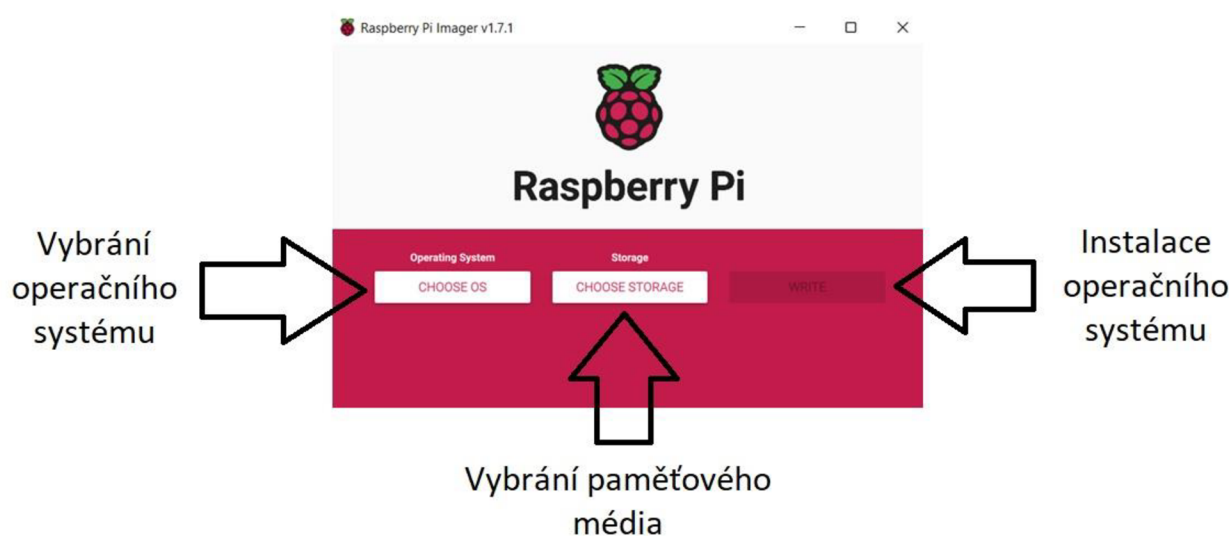 Raspberry Pi Imager v1.7.1
Raspberry Pi
Vybrání
operačního
systému
Operating System
CHOOSE OS
Storage
CHOOSE STORAGE
WRITE
Instalace
operačního
systému
Vybrání paměťového
média